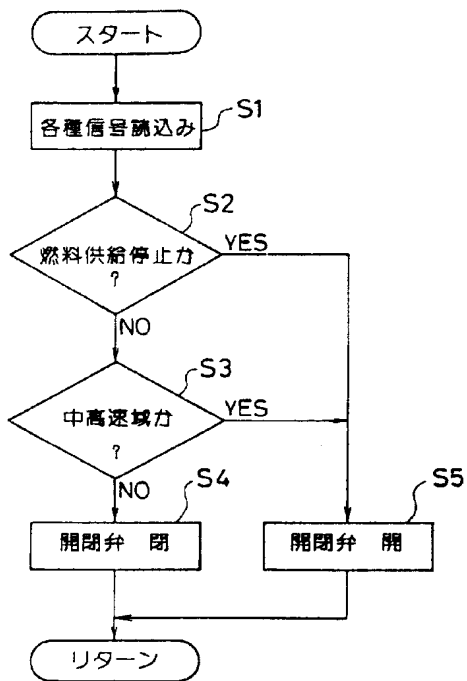 スタート
各種信号読込み
S1
S2
燃料供給停止か
?
YES
NO
S3
中高速域か
?
YES
NO
S4
開閉弁 閉
S5
開閉弁 開
リターン